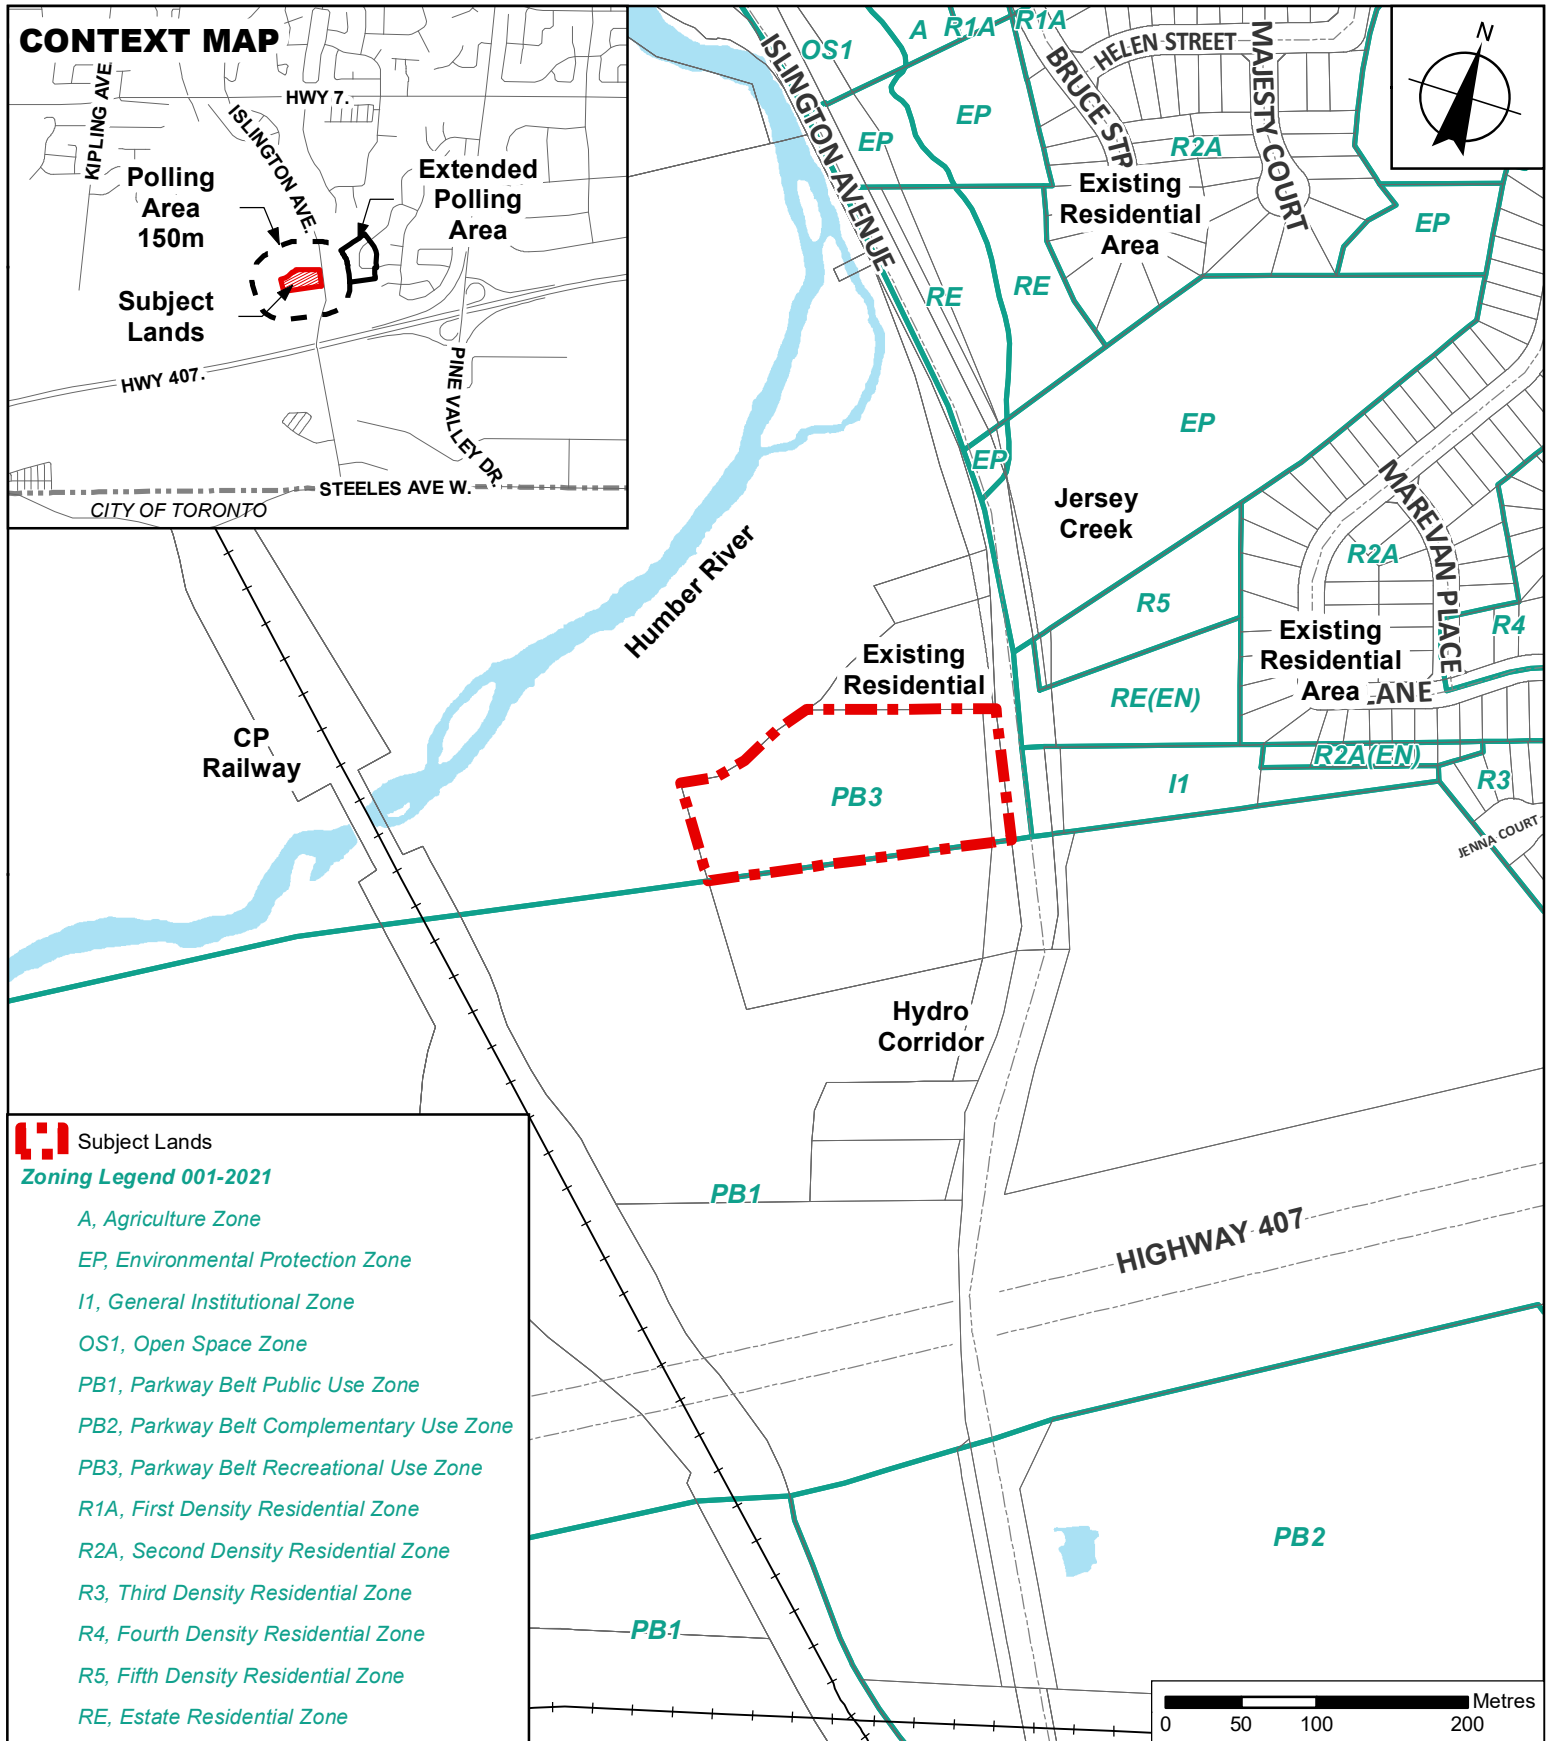 CONTEXT MAP
KIPLING AVE.
HWY 7.
ISLINGTON AVE.
Polling
Area
150m
Extended
Polling
Area
Subject
Lands
HWY 407.
PINE VALLEY DR.
STEELES AVE W.
CITY OF TORONTO
N
ISLINGTON AVENUE
OS1
A
R1A
R1A
BRUCE STR
HELEN STREET
MAJESTY COURT
EP
EP
R2A
Existing
Residential
Area
EP
RE
RE
EP
EP
Jersey
Creek
MAREVAN PLACE
R2A
R5
R4
Existing
Residential
Area
LANE
RE(EN)
R2A(EN)
I1
R3
JENNA COURT
Humber River
Existing
Residential
PB3
CP
Railway
Hydro
Corridor
PB1
HIGHWAY 407
PB2
PB1
Subject Lands
Zoning Legend 001-2021
A, Agriculture Zone
EP, Environmental Protection Zone
I1, General Institutional Zone
OS1, Open Space Zone
PB1, Parkway Belt Public Use Zone
PB2, Parkway Belt Complementary Use Zone
PB3, Parkway Belt Recreational Use Zone
R1A, First Density Residential Zone
R2A, Second Density Residential Zone
R3, Third Density Residential Zone
R4, Fourth Density Residential Zone
R5, Fifth Density Residential Zone
RE, Estate Residential Zone
Metres
0 50 100 200